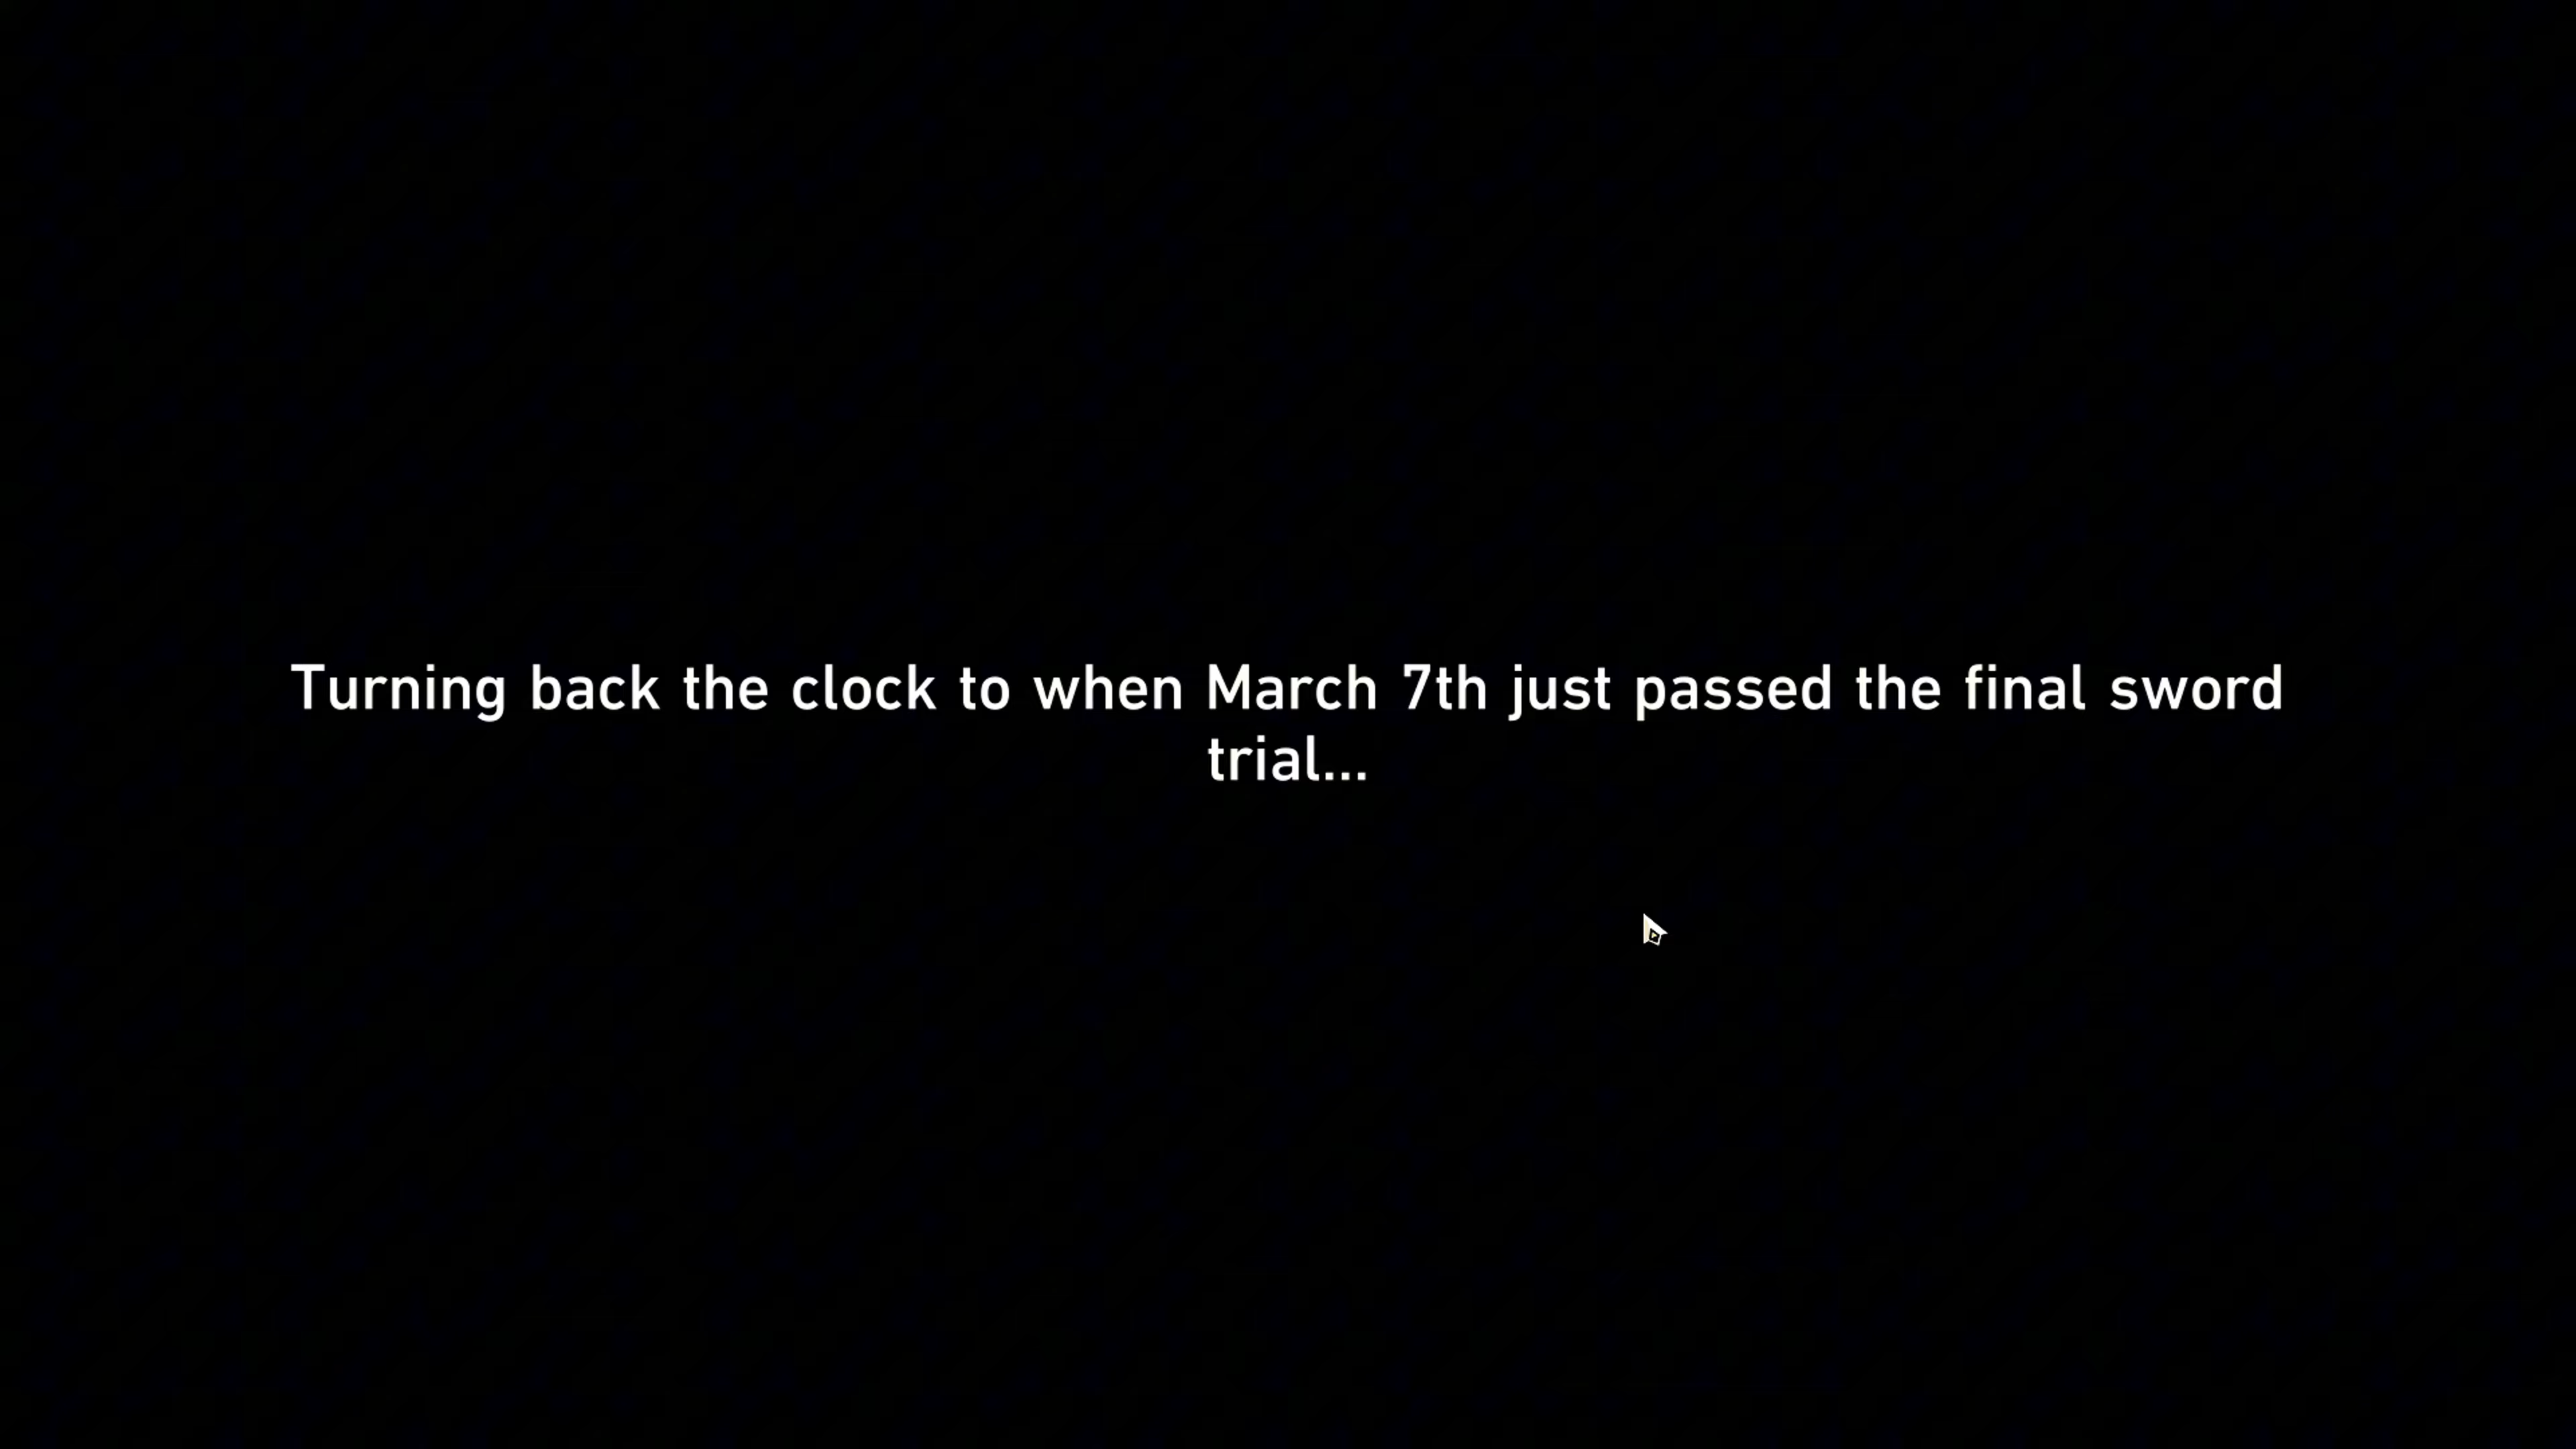 Turning back the clock to when March 7th just passed the final sword
trial...